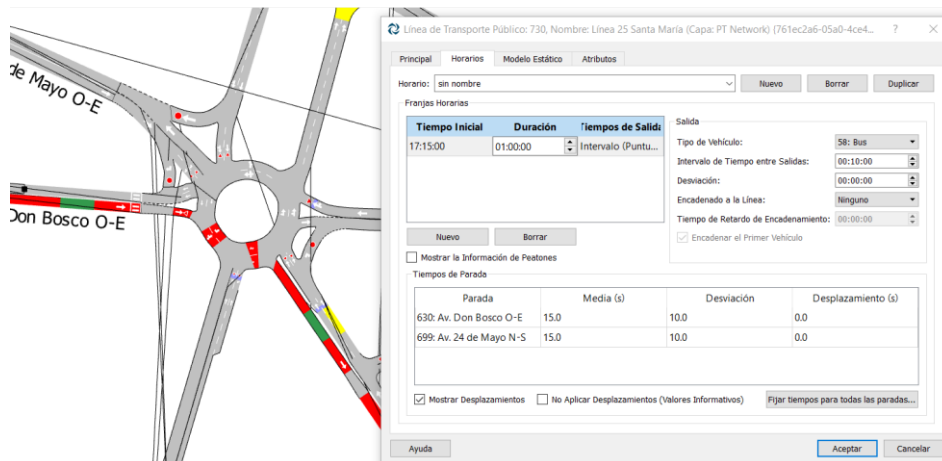 de Mayo O-E
Don Bosco O-E
Línea de Transporte Público: 730, Nombre: Línea 25 Santa María (Capa: PT Network) {761ec2a6-05a0-4ce4...
Principal Horarios Modelo Estático Atributos
Horario: sin nombre Nuevo Borrar Duplicar
Franjas Horarias
Tiempo Inicial Duración Tiempos de Salida
17:15:00 01:00:00 Intervalo (Puntu...
Nuevo Borrar
Salida
Tipo de Vehículo: 58: Bus
Intervalo de Tiempo entre Salidas: 00:10:00
Desviación: 00:00:00
Encadenado a la Línea: Ninguno
Tiempo de Retardo de Encadenamiento: 00:00:00
Encadenar el Primer Vehículo
Mostrar la Información de Peatones
Tiempos de Parada
Parada Media (s) Desviación Desplazamiento (s)
630: Av. Don Bosco O-E 15.0 10.0 0.0
699: Av. 24 de Mayo N-S 15.0 10.0 0.0
Mostrar Desplazamientos No Aplicar Desplazamientos (Valores Informativos) Fijar tiempos para todas las paradas...
Ayuda Aceptar Cancelar